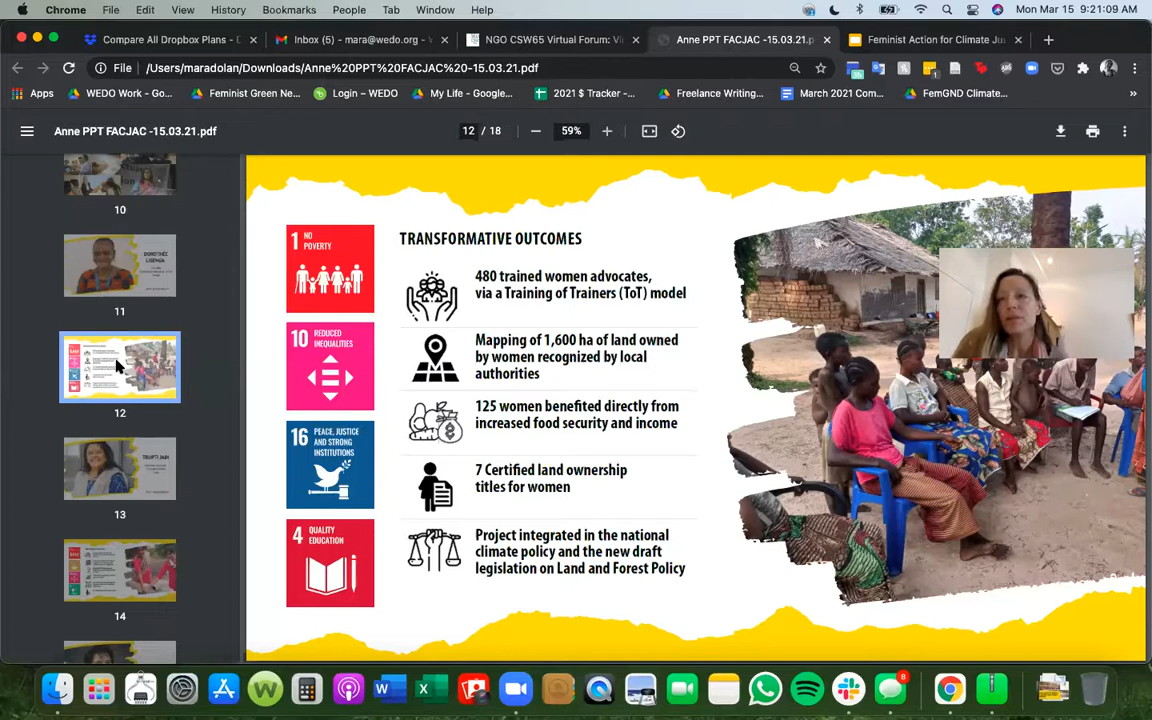 Chrome File Edit View History Bookmarks People Tab Window Help Mon Mar 15 9:21:09 AM
Compare All Dropbox Plans - D Inbox (5) - mara@wedo.org - NGO CSW65 Virtual Forum: Vi Anne PPT FACJAC -15.03.21.p Feminist Action for Climate Ju
File /Users/maradolan/Downloads/Anne%20PPT%20FACJAC%20-15.03.21.pdf
Apps WEDO Work - Go... Feminist Green Ne... Login – WEDO My Life - Google... 2021 $ Tracker -... Freelance Writing... March 2021 Com... FemGND Climate...
Anne PPT FACJAC -15.03.21.pdf 12 / 18 59%
10
11
12
13
14
DOROTHÉE
LISENGA
TRUPTI JAIN
1 NO
POVERTY
10 REDUCED
INEQUALITIES
16 PEACE, JUSTICE
AND STRONG
INSTITUTIONS
4 QUALITY
EDUCATION
TRANSFORMATIVE OUTCOMES
480 trained women advocates,
via a Training of Trainers (ToT) model
Mapping of 1,600 ha of land owned
by women recognized by local
authorities
125 women benefited directly from
increased food security and income
7 Certified land ownership
titles for women
Project integrated in the national
climate policy and the new draft
legislation on Land and Forest Policy
8